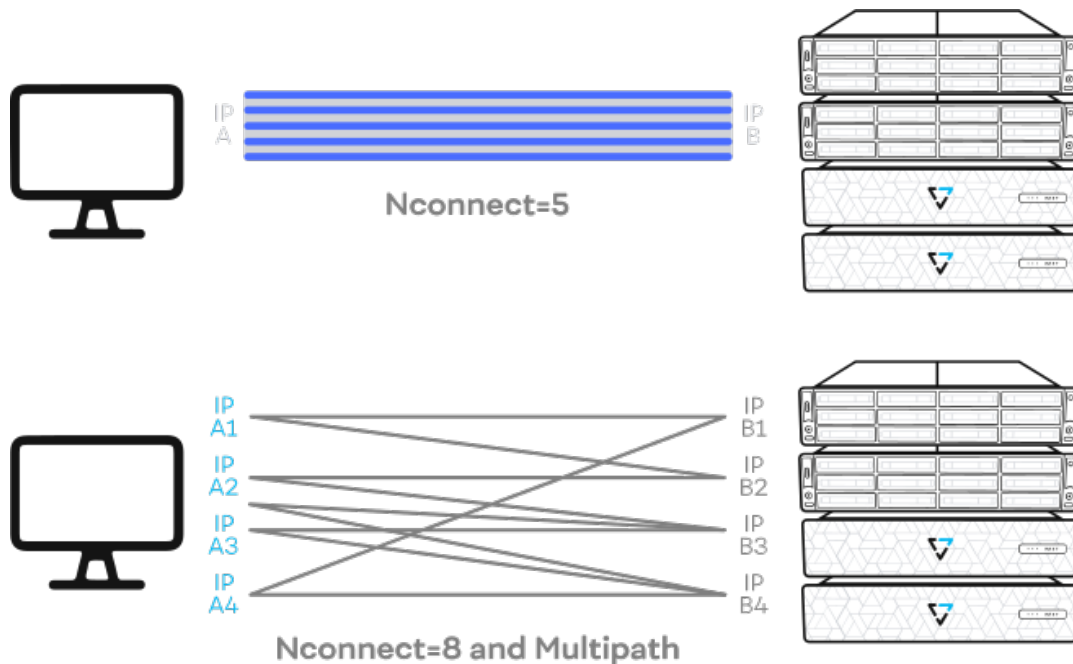 IP
A
IP
B
Nconnect=5
IP
A1
IP
B1
IP
A2
IP
B2
IP
A3
IP
B3
IP
A4
IP
B4
Nconnect=8 and Multipath